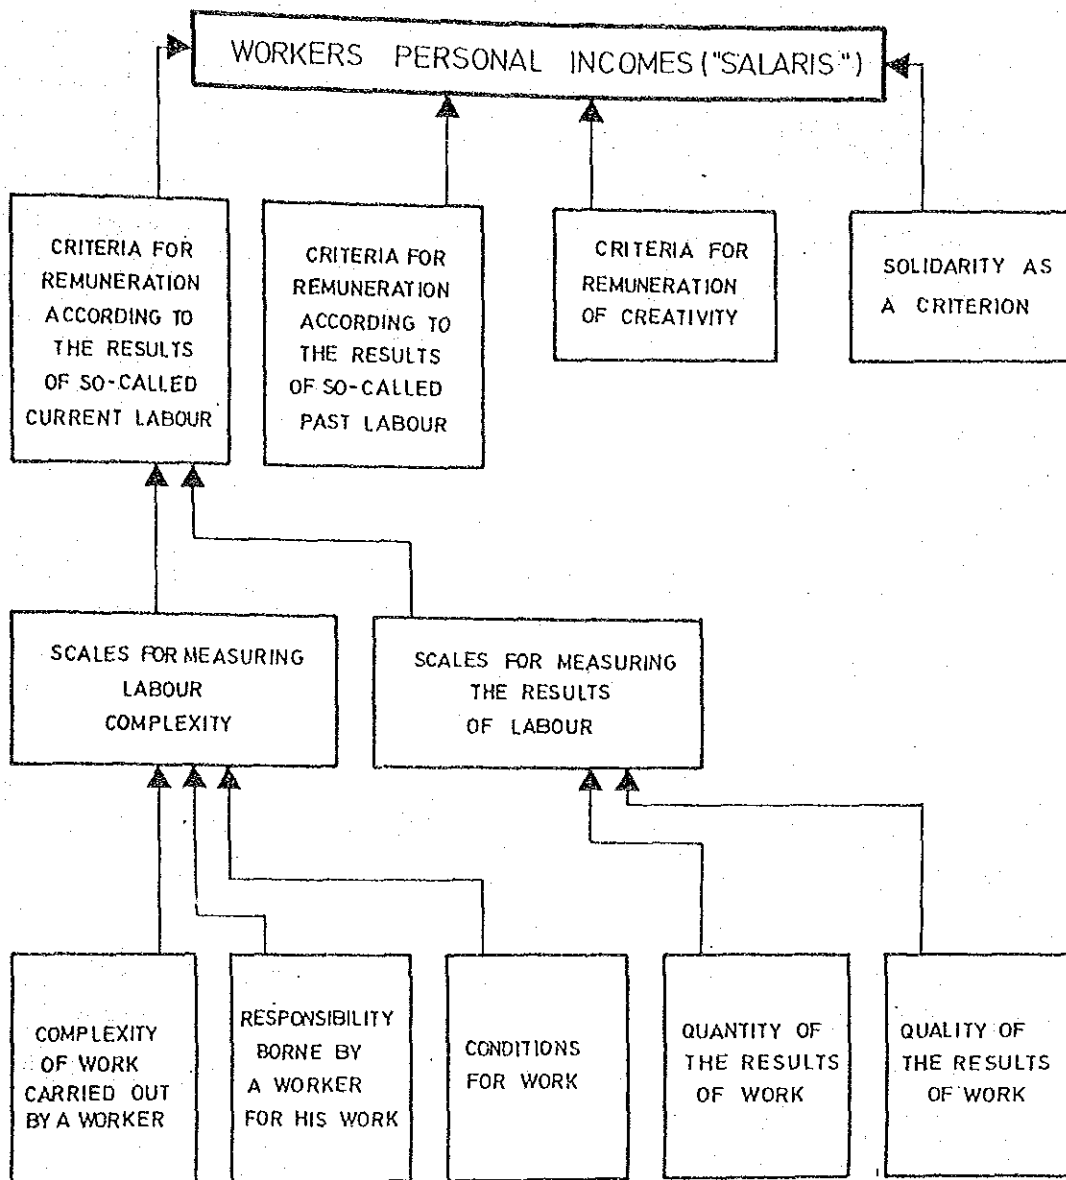 WORKERS PERSONAL INCOMES ("SALARIS")
CRITERIA FOR
REMUNERATION
ACCORDING TO
THE RESULTS
OF SO-CALLED
CURRENT LABOUR
CRITERIA FOR
REMUNERATION
ACCORDING TO
THE RESULTS
OF SO-CALLED
PAST LABOUR
CRITERIA FOR
REMUNERATION
OF CREATIVITY
SOLIDARITY AS
A CRITERION
SCALES FOR MEASURING
LABOUR
COMPLEXITY
SCALES FOR MEASURING
THE RESULTS
OF LABOUR
COMPLEXITY
OF WORK
CARRIED OUT
BY A WORKER
RESPONSIBILITY
BORNE BY
A WORKER
FOR HIS WORK
CONDITIONS
FOR WORK
QUANTITY OF
THE RESULTS
OF WORK
QUALITY OF
THE RESULTS
OF WORK